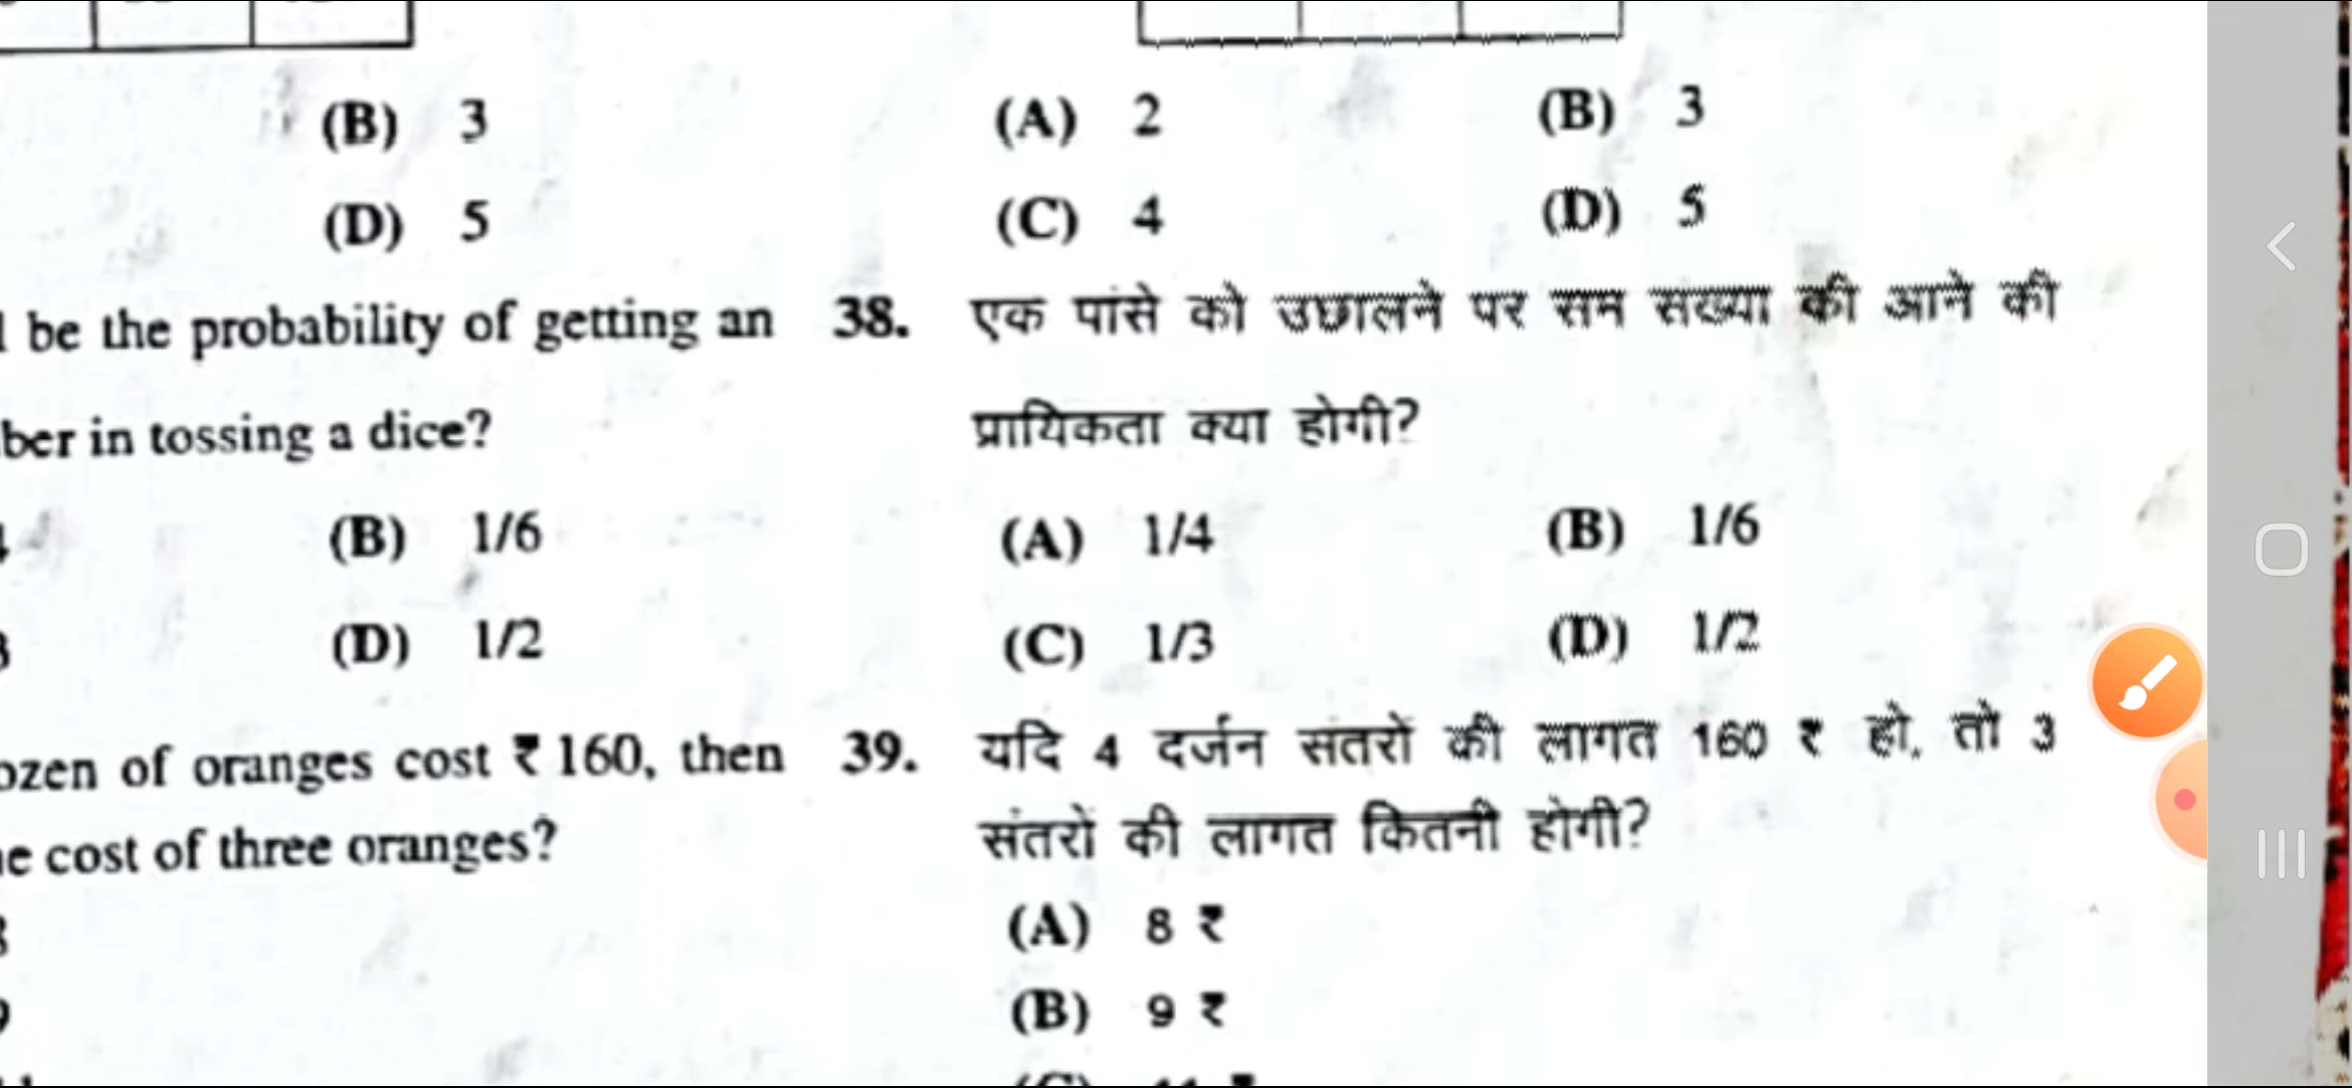 (B) 3
(D) 5
be the probability of getting an
ber in tossing a dice?
(B) 1/6
(D) 1/2
ozen of oranges cost ₹ 160, then
e cost of three oranges?
(A) 2 (B) 3
(C) 4 (D) 5
38. एक पांसे को उछालने पर सम संख्या की आने की
प्रायिकता क्या होगी?
(A) 1/4 (B) 1/6
(C) 1/3 (D) 1/2
39. यदि 4 दर्जन संतरों की लागत 160 ₹ हो, तो 3
संतरों की लागत कितनी होगी?
(A) 8 ₹
(B) 9 ₹